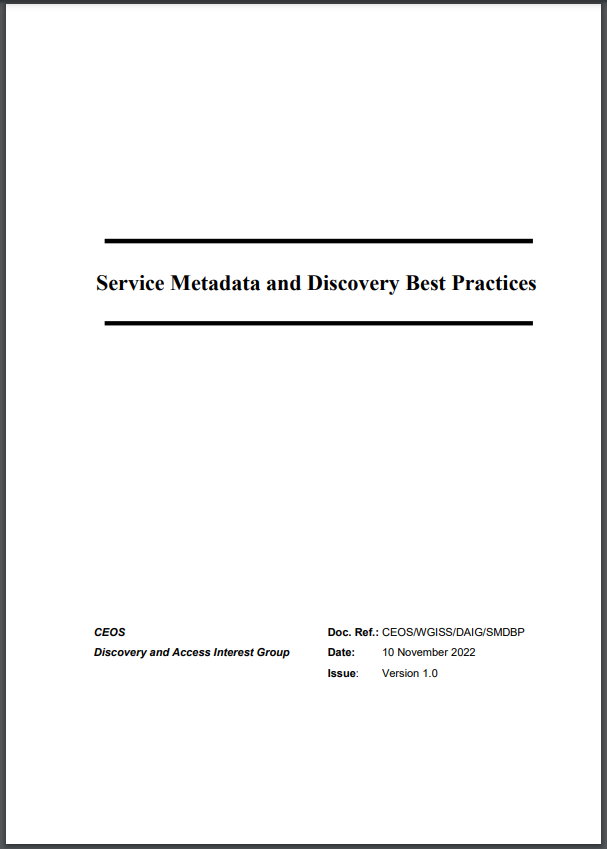 Service Metadata and Discovery Best Practices
CEOS
Doc. Ref.: CEOS/WGISS/DAIG/SMDBP
Discovery and Access Interest Group
Date: 10 November 2022
Issue: Version 1.0